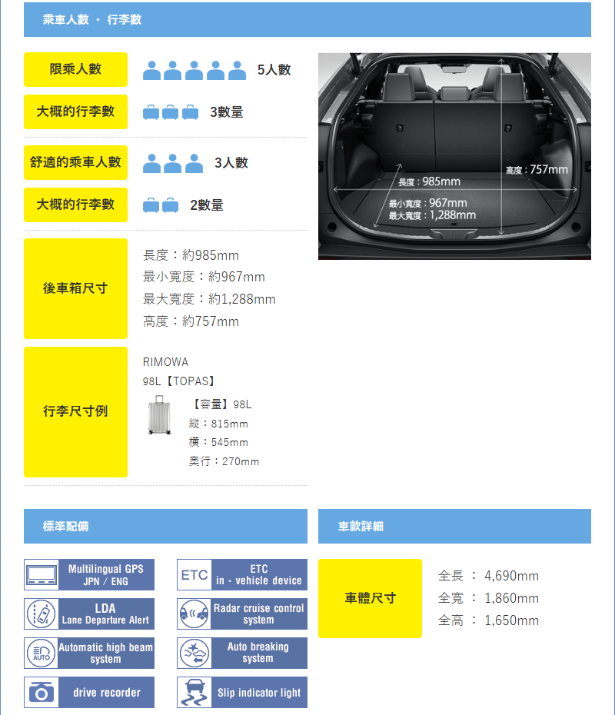 乘車人數 ・ 行李數
限乘人數
5人數
大概的行李數
3數量
舒適的乘車人數
3人數
大概的行李數
2數量
高度：757mm
長度：985mm
最小寬度：967mm
最大寬度：1,288mm
後車箱尺寸
長度：約985mm
最小寬度：約967mm
最大寬度：約1,288mm
高度：約757mm
行李尺寸例
RIMOWA
98L【TOPAS】
【容量】98L
縱：815mm
橫：545mm
奧行：270mm
標準配備
Multilingual GPS
JPN / ENG
ETC
ETC
in - vehicle device
LDA
Lane Departure Alert
Radar cruise control
system
AUTO
Automatic high beam
system
Auto breaking
system
drive recorder
Slip indicator light
車款詳細
車體尺寸
全長 ： 4,690mm
全寬 ： 1,860mm
全高 ： 1,650mm